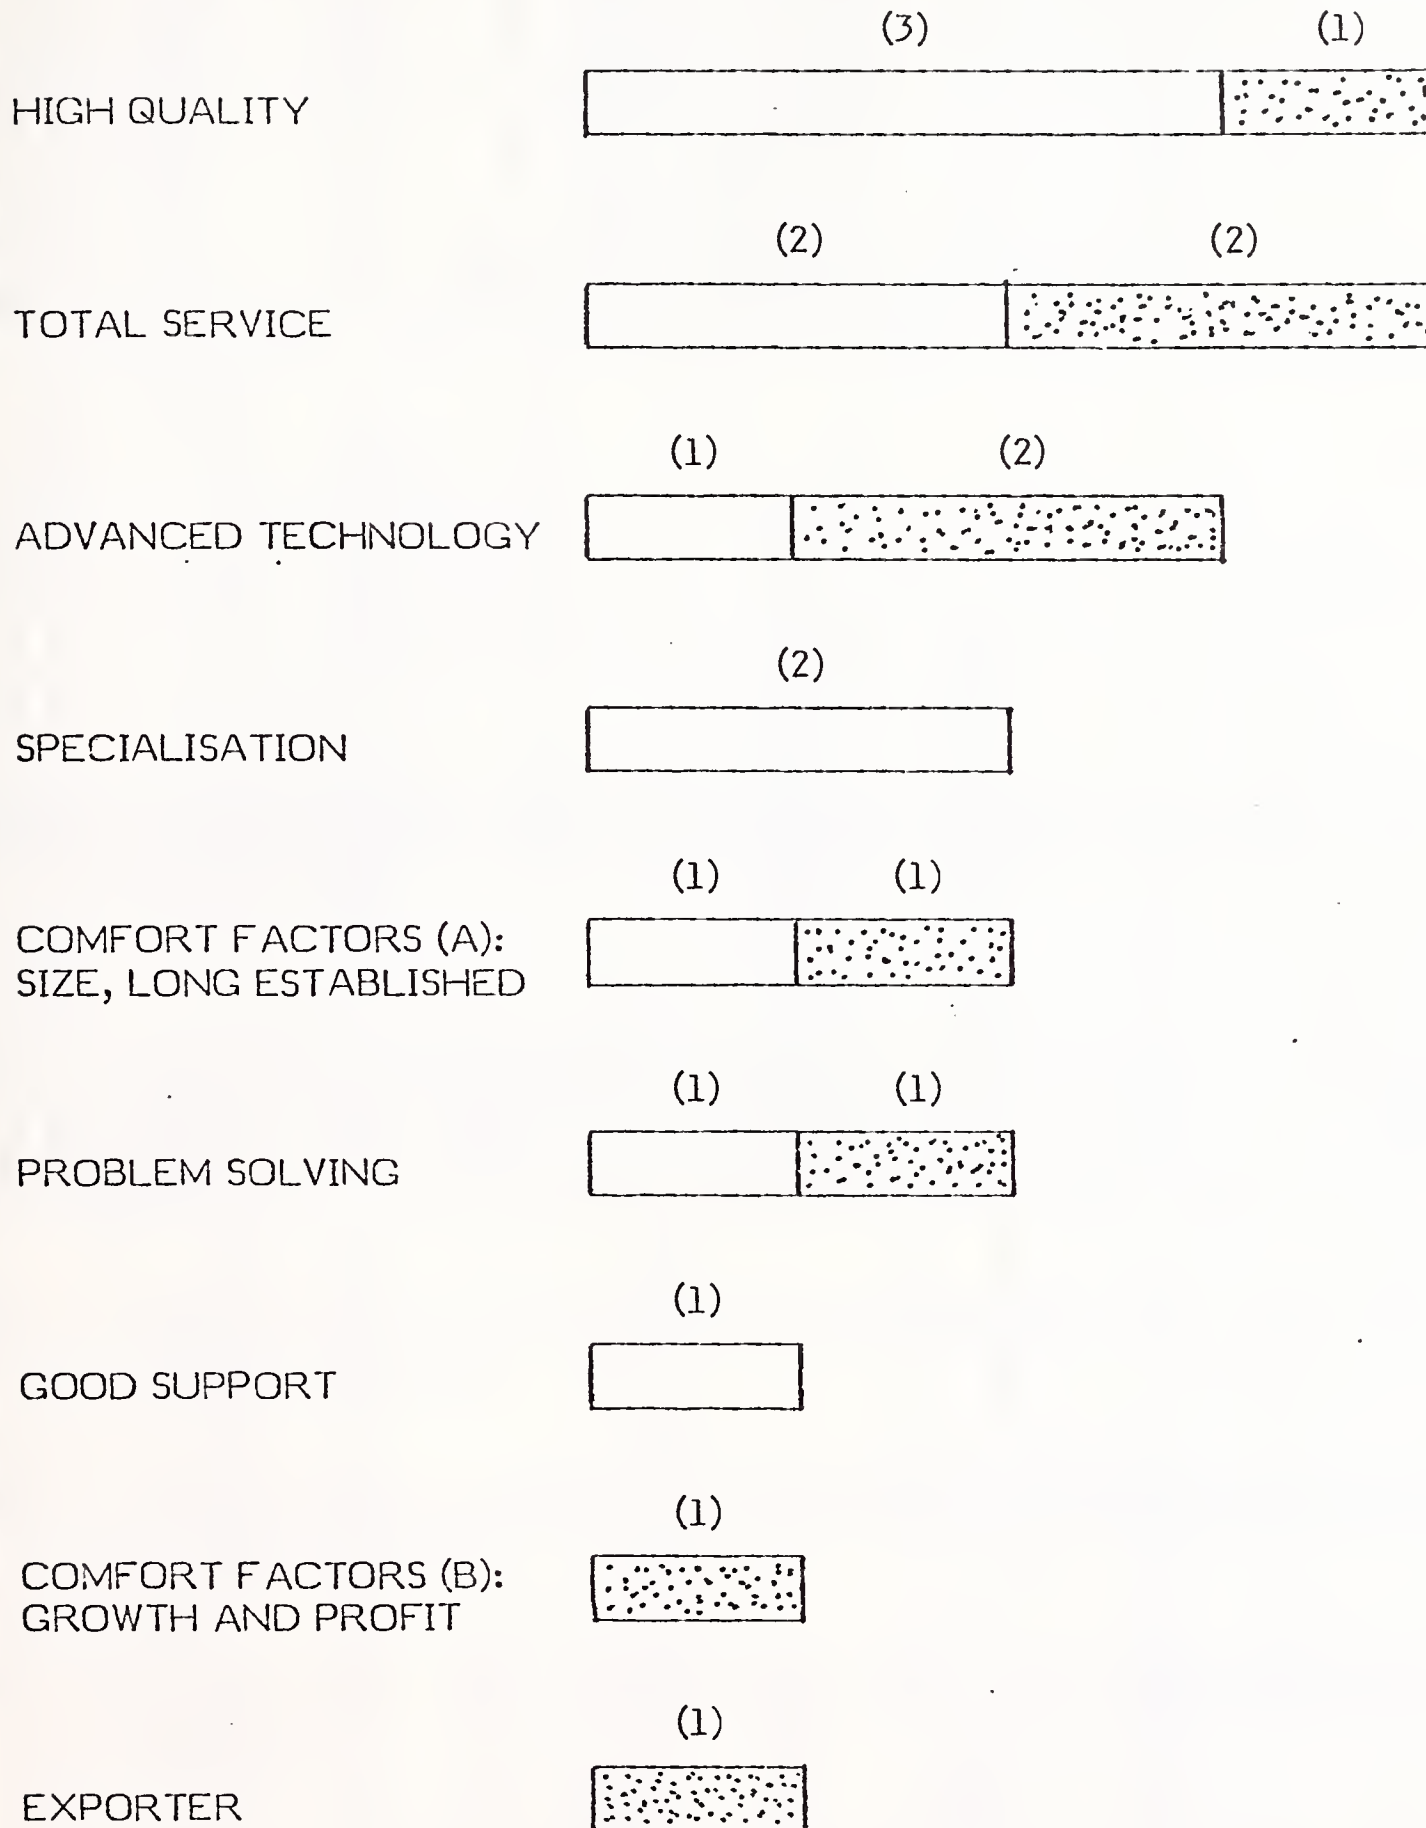 (3) (1)
HIGH QUALITY
(2) (2)
TOTAL SERVICE
(1) (2)
ADVANCED TECHNOLOGY
(2)
SPECIALISATION
(1) (1)
COMFORT FACTORS (A):
SIZE, LONG ESTABLISHED
(1) (1)
PROBLEM SOLVING
(1)
GOOD SUPPORT
(1)
COMFORT FACTORS (B):
GROWTH AND PROFIT
(1)
EXPORTER